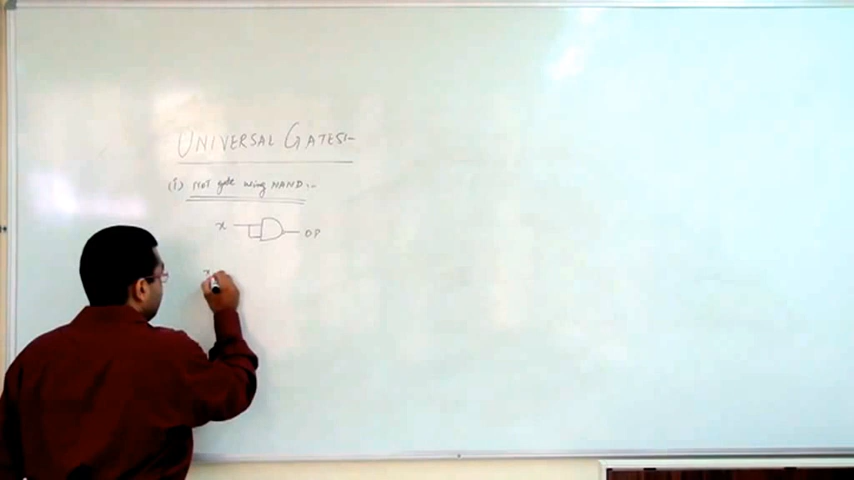 UNIVERSAL GATES:-
(i) NOT gate using NAND :-
x OP
x